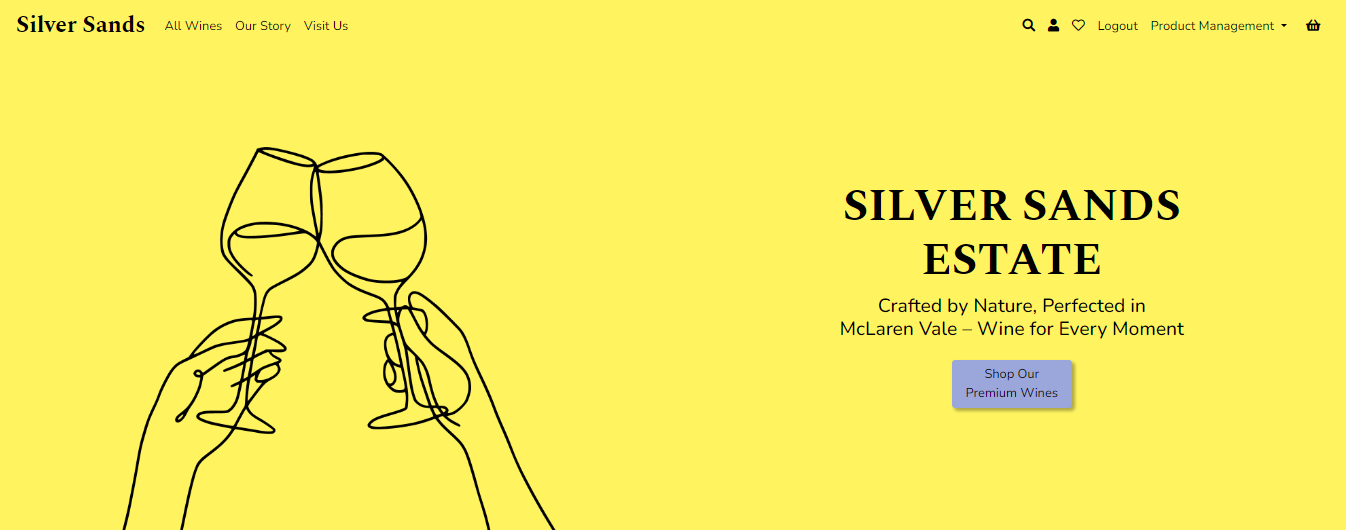 Silver Sands All Wines Our Story Visit Us Logout Product Management
SILVER SANDS
ESTATE
Crafted by Nature, Perfected in
McLaren Vale – Wine for Every Moment
Shop Our
Premium Wines